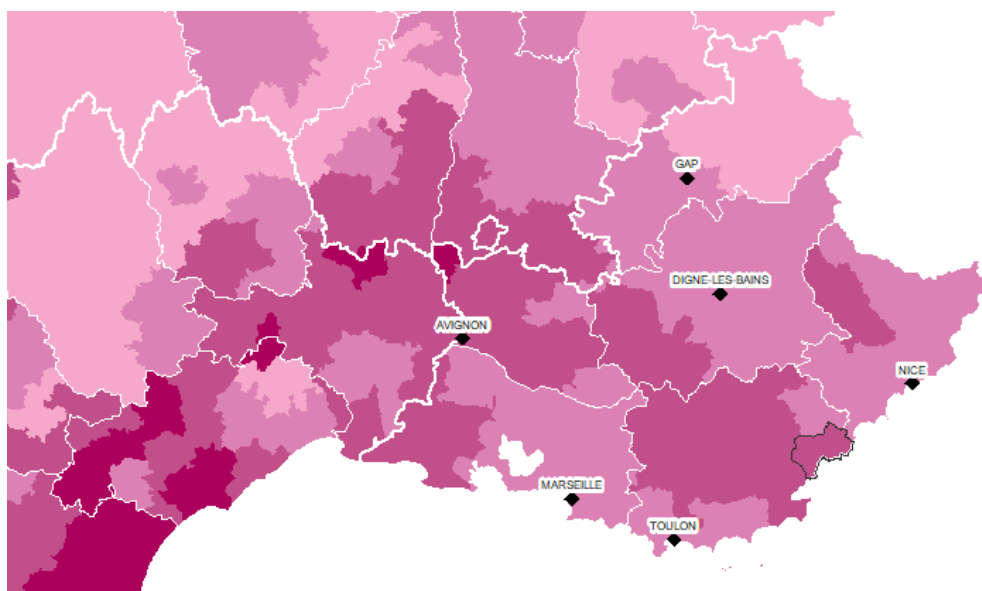 GAP
DIGNE-LES-BAINS
AVIGNON
NICE
MARSEILLE
TOULON